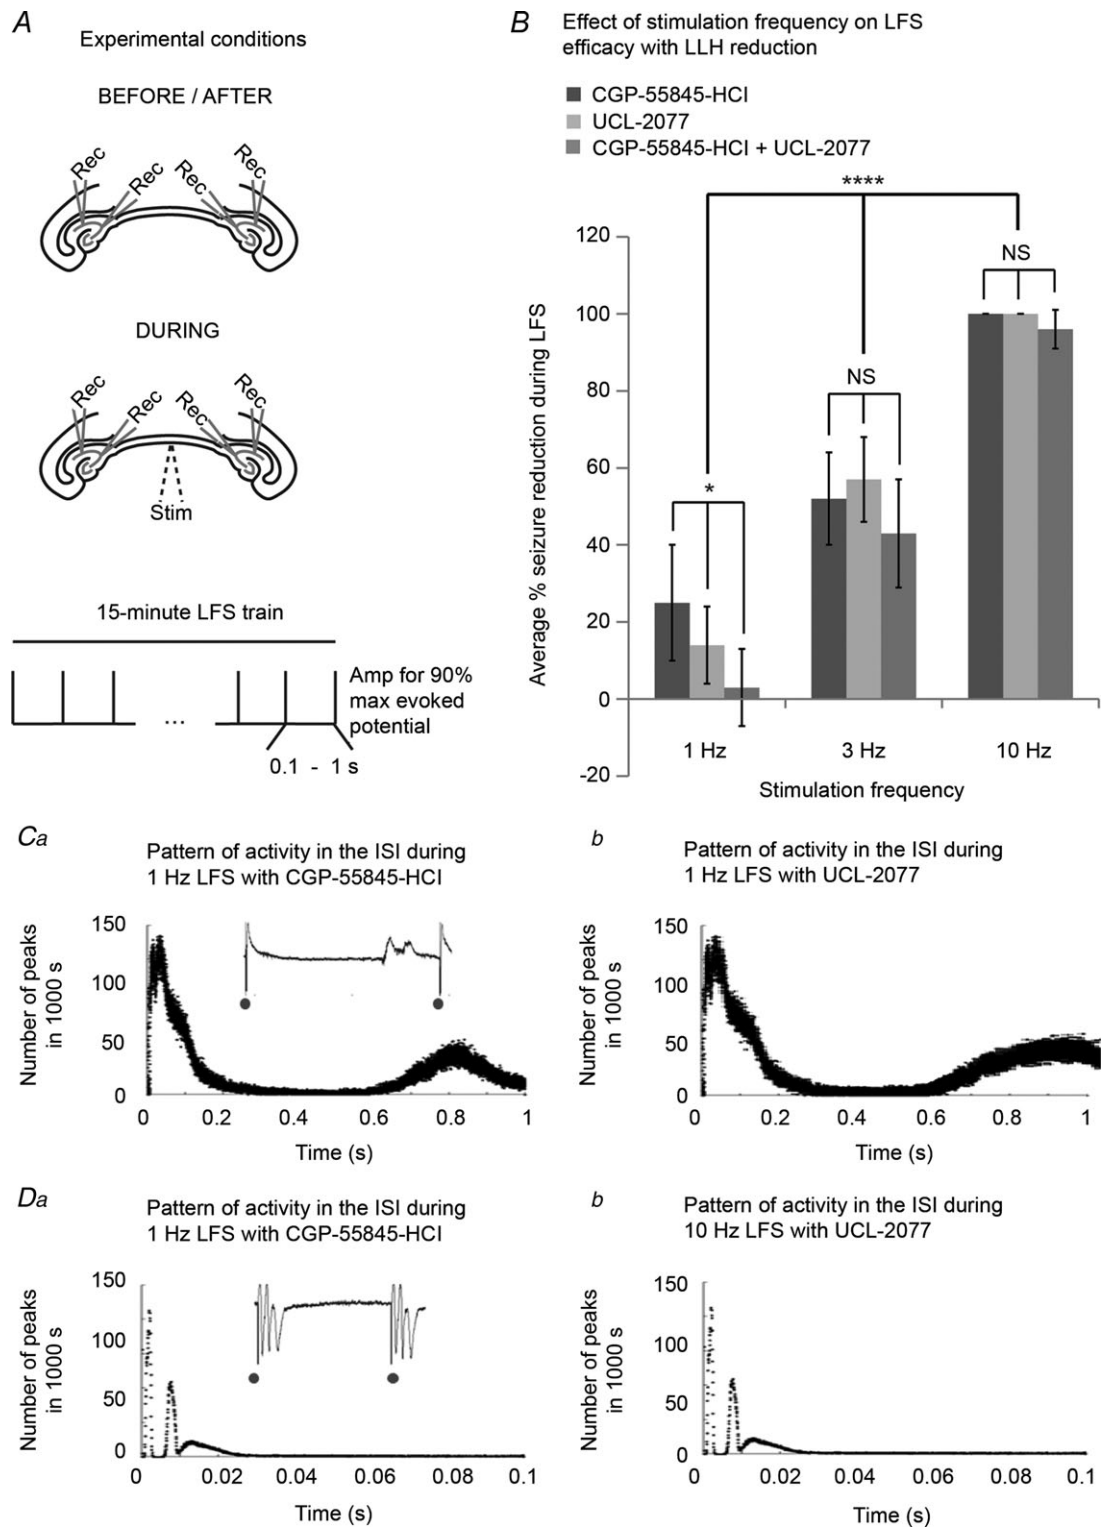 A
Experimental conditions
BEFORE / AFTER
Rec
Rec
Rec
Rec
DURING
Rec
Rec
Rec
Rec
Stim
15-minute LFS train
...
Amp for 90%
max evoked
potential
0.1 - 1 s
B
Effect of stimulation frequency on LFS
efficacy with LLH reduction
CGP-55845-HCI
UCL-2077
CGP-55845-HCI + UCL-2077
****
Average % seizure reduction during LFS
120
100
80
60
40
20
0
-20
*
NS
NS
1 Hz
3 Hz
10 Hz
Stimulation frequency
Ca
Pattern of activity in the ISI during
1 Hz LFS with CGP-55845-HCI
Number of peaks
in 1000 s
150
100
50
0
0 0.2 0.4 0.6 0.8 1
Time (s)
b
Pattern of activity in the ISI during
1 Hz LFS with UCL-2077
Number of peaks
in 1000 s
150
100
50
0
0 0.2 0.4 0.6 0.8 1
Time (s)
Da
Pattern of activity in the ISI during
1 Hz LFS with CGP-55845-HCI
Number of peaks
in 1000 s
150
100
50
0
0 0.02 0.04 0.06 0.08 0.1
Time (s)
b
Pattern of activity in the ISI during
10 Hz LFS with UCL-2077
Number of peaks
in 1000 s
150
100
50
0
0 0.02 0.04 0.06 0.08 0.1
Time (s)